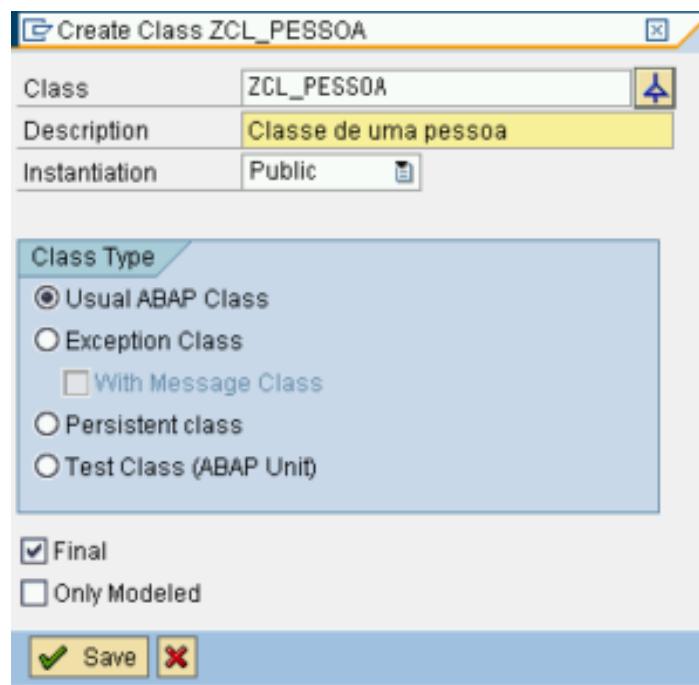 Create Class ZCL_PESSOA
Class ZCL_PESSOA
Description Classe de uma pessoa
Instantiation Public
Class Type
Usual ABAP Class
Exception Class
With Message Class
Persistent class
Test Class (ABAP Unit)
Final
Only Modeled
Save